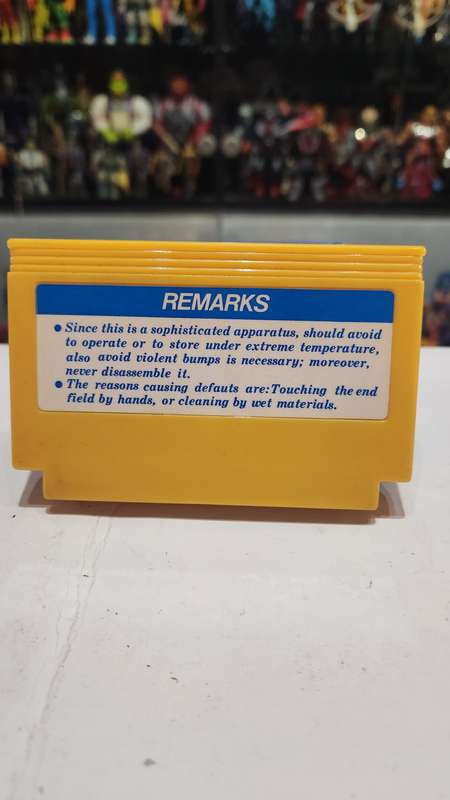 REMARKS
● Since this is a sophisticated apparatus, should avoid
to operate or to store under extreme temperature,
also avoid violent bumps is necessary; moreover,
never disassemble it.
● The reasons causing defauts are:Touching the end
field by hands, or cleaning by wet materials.